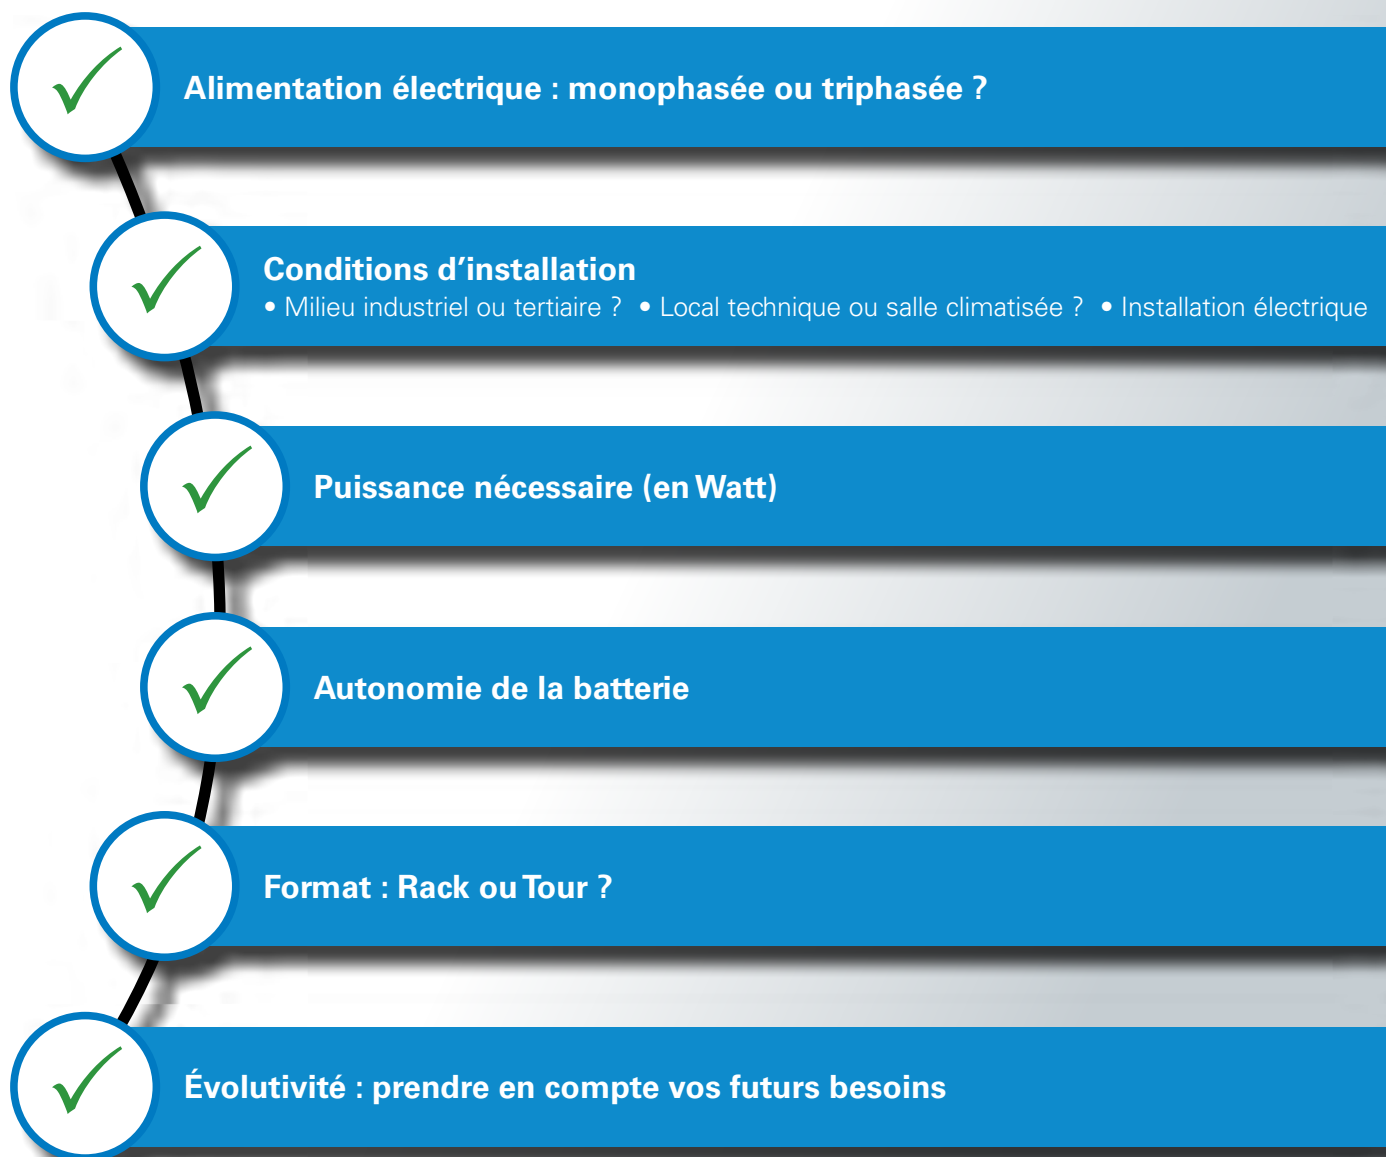 Alimentation électrique : monophasée ou triphasée ?
Conditions d’installation
• Milieu industriel ou tertiaire ? • Local technique ou salle climatisée ? • Installation électrique
Puissance nécessaire (en Watt)
Autonomie de la batterie
Format : Rack ou Tour ?
Évolutivité : prendre en compte vos futurs besoins